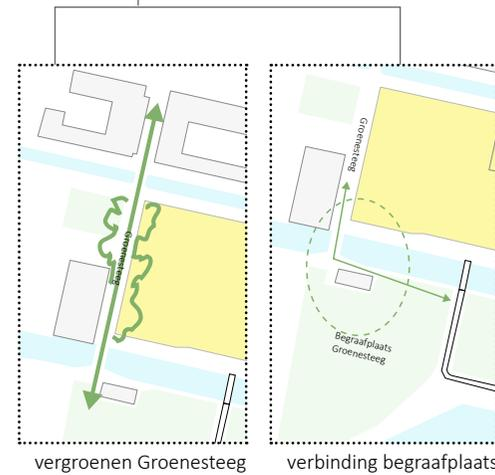 Groenesteeg
vergroenen Groenesteeg
Groenesteeg
Begraafplaats
Groenesteeg
verbinding begraafplaats